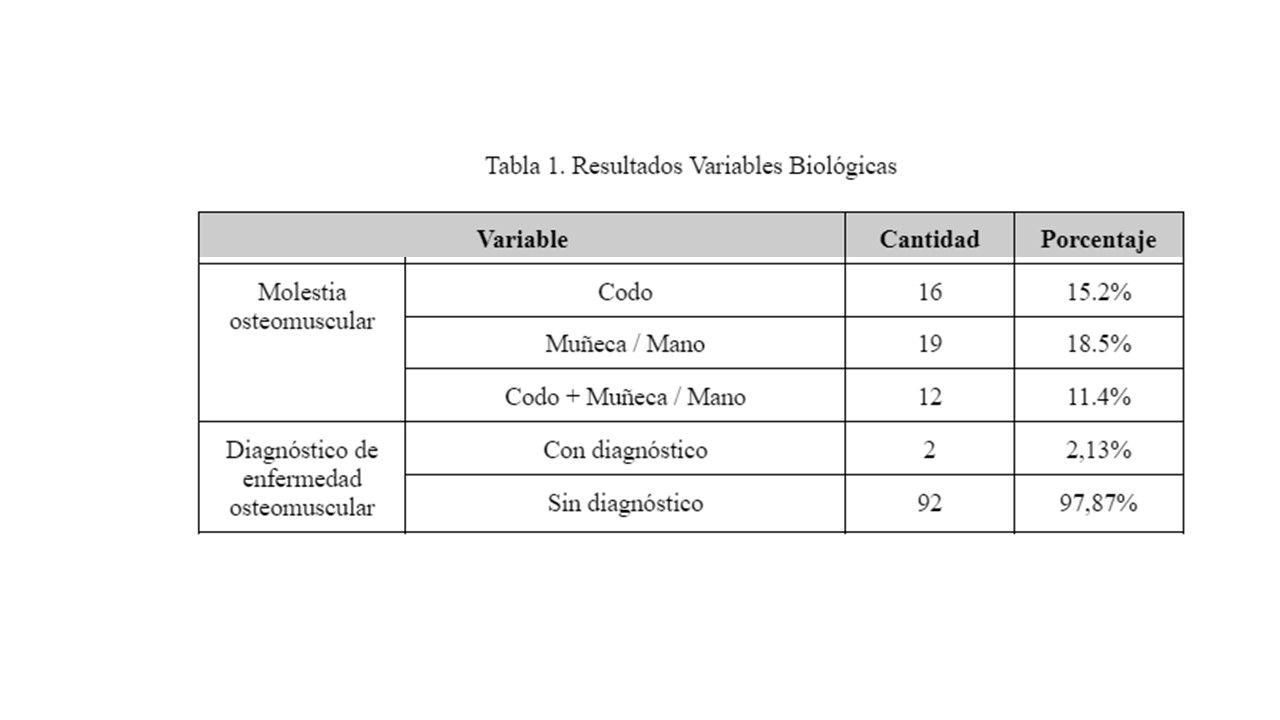 Tabla 1. Resultados Variables Biológicas
Variable Cantidad Porcentaje
Molestia
osteomuscular
Codo 16 15.2%
Muñeca / Mano 19 18.5%
Codo + Muñeca / Mano 12 11.4%
Diagnóstico de
enfermedad
osteomuscular
Con diagnóstico 2 2,13%
Sin diagnóstico 92 97,87%